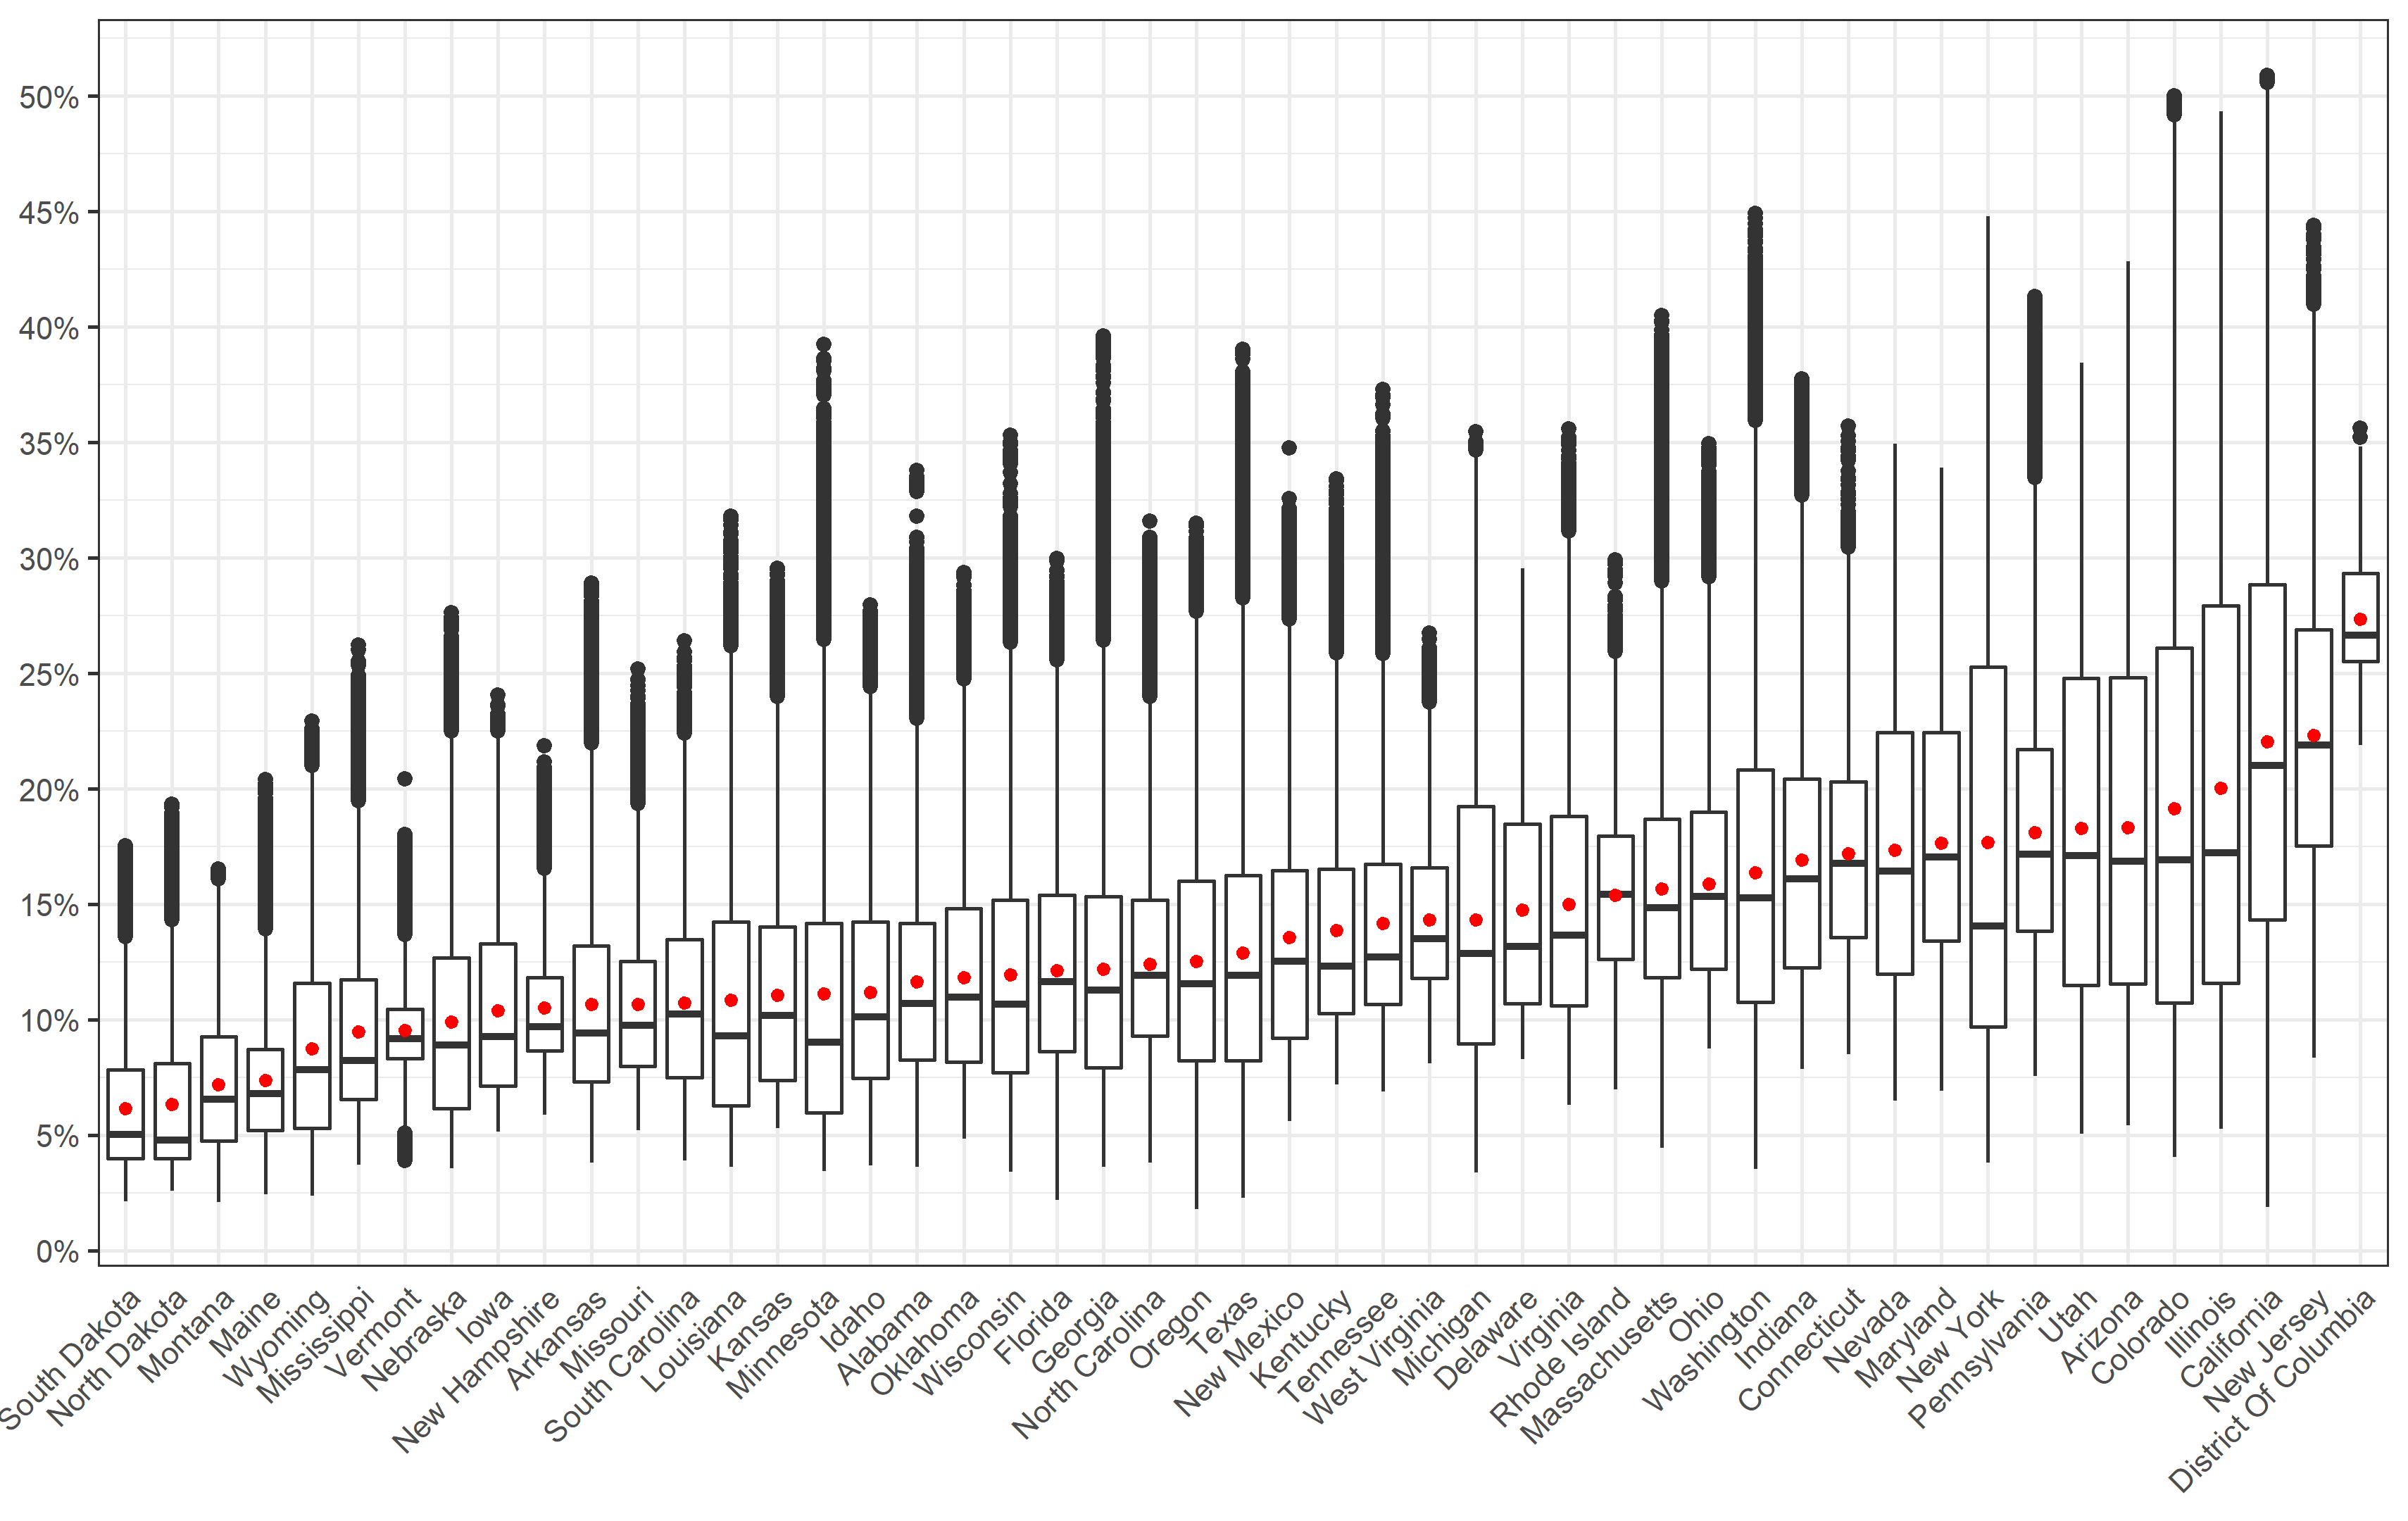 50%
45%
40%
35%
30%
25%
20%
15%
10%
5%
0%
South Dakota
North Dakota
Montana
Maine
Wyoming
Mississippi
Vermont
Nebraska
Iowa
New Hampshire
Arkansas
Missouri
South Carolina
Louisiana
Kansas
Minnesota
Idaho
Alabama
Oklahoma
Wisconsin
Florida
Georgia
North Carolina
Oregon
Texas
New Mexico
Kentucky
Tennessee
West Virginia
Michigan
Delaware
Virginia
Rhode Island
Massachusetts
Ohio
Washington
Indiana
Connecticut
Nevada
Maryland
New York
Pennsylvania
Utah
Arizona
Colorado
Illinois
California
New Jersey
District Of Columbia